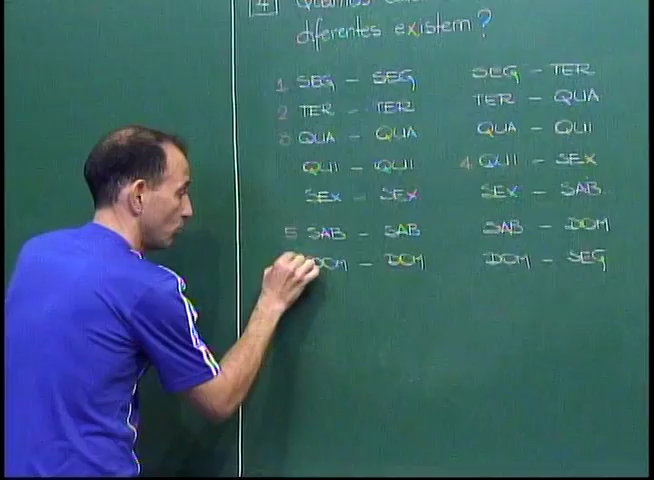 4
diferentes existem?
1 SEG - SEG
SEG - TER
2 TER - TER
TER - QUA
3 QUA - QUA
QUA - QUI
QUI - QUI
4 QUI - SEX
SEX - SEX
SEX - SAB
5 SAB - SAB
SAB - DOM
DOM - DOM
DOM - SEG